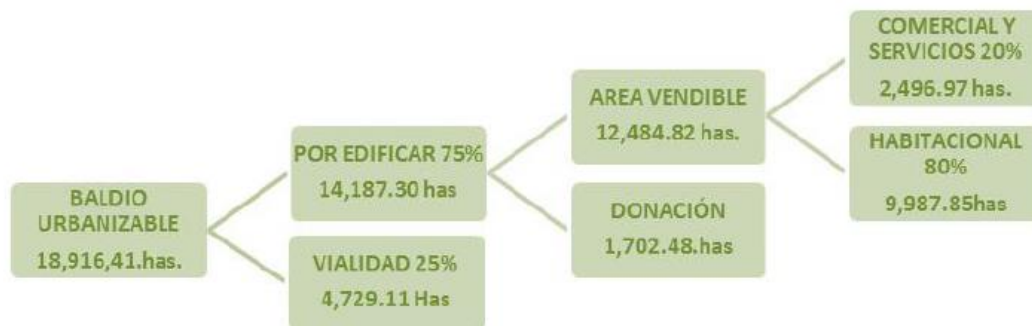 BALDIO
URBANIZABLE
18,916,41.has.
POR EDIFICAR 75%
14,187.30 has
VIALIDAD 25%
4,729.11 Has
AREA VENDIBLE
12,484.82 has.
DONACIÓN
1,702.48.has
COMERCIAL Y
SERVICIOS 20%
2,496.97 has.
HABITACIONAL
80%
9,987.85has